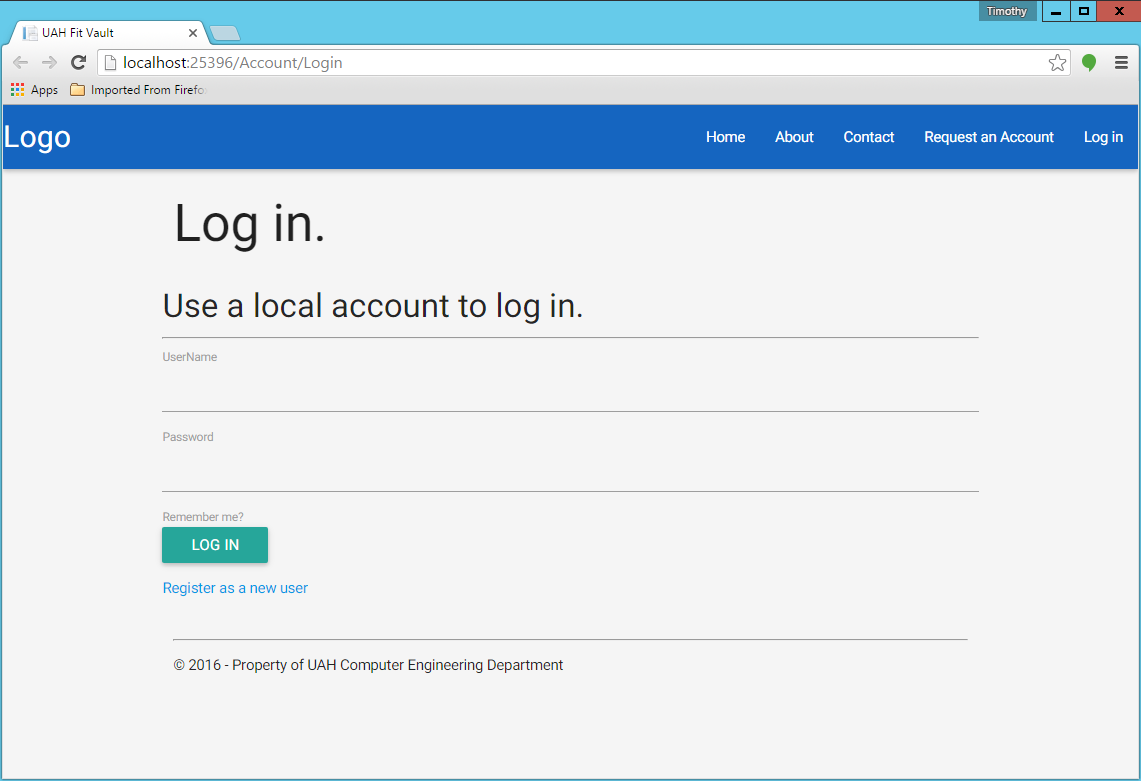 Timothy
UAH Fit Vault
localhost:25396/Account/Login
Apps Imported From Firefo
Logo Home About Contact Request an Account Log in
Log in.
Use a local account to log in.
UserName
Password
Remember me?
LOG IN
Register as a new user
© 2016 - Property of UAH Computer Engineering Department